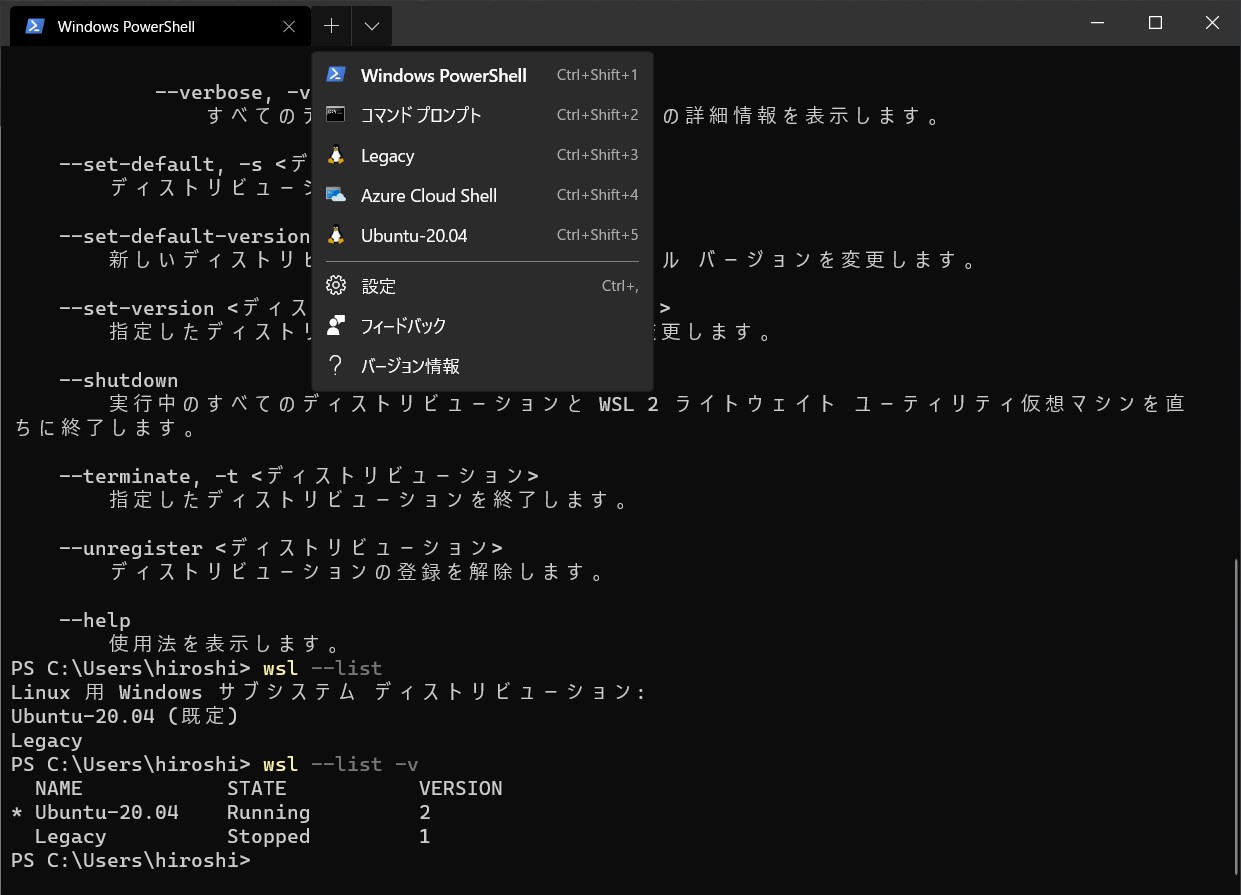 Windows PowerShell
Windows PowerShell Ctrl+Shift+1
コマンド プロンプト Ctrl+Shift+2
Legacy Ctrl+Shift+3
Azure Cloud Shell Ctrl+Shift+4
Ubuntu-20.04 Ctrl+Shift+5
設定 Ctrl+,
フィードバック
バージョン情報
--verbose, -v
すべてのデ の詳細情報を表示します。
--set-default, -s <デ
ディストリビューシ
--set-default-version
新しいディストリビ ル バージョンを変更します。
--set-version <ディス >
指定したディストリ 更します。
--shutdown
実行中のすべてのディストリビューションと WSL 2 ライトウェイト ユーティリティ仮想マシンを直
ちに終了します。
--terminate, -t <ディストリビューション>
指定したディストリビューションを終了します。
--unregister <ディストリビューション>
ディストリビューションの登録を解除します。
--help
使用法を表示します。
PS C:\Users\hiroshi> wsl --list
Linux 用 Windows サブシステム ディストリビューション:
Ubuntu-20.04 (既定)
Legacy
PS C:\Users\hiroshi> wsl --list -v
NAME STATE VERSION
* Ubuntu-20.04 Running 2
Legacy Stopped 1
PS C:\Users\hiroshi>